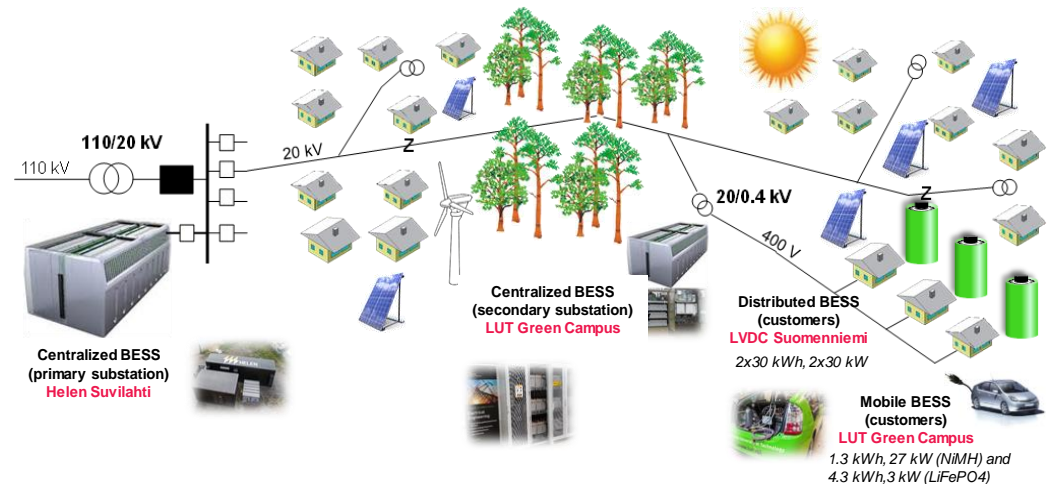 110/20 kV
110 kV
20 kV
Z
20/0.4 kV
400 V
Z
Centralized BESS
(primary substation)
Helen Suvilahti
HELEN
Centralized BESS
(secondary substation)
LUT Green Campus
Distributed BESS
(customers)
LVDC Suomenniemi
2x30 kWh, 2x30 kW
Mobile BESS
(customers)
LUT Green Campus
1.3 kWh, 27 kW (NiMH) and
4.3 kWh,3 kW (LiFePO4)